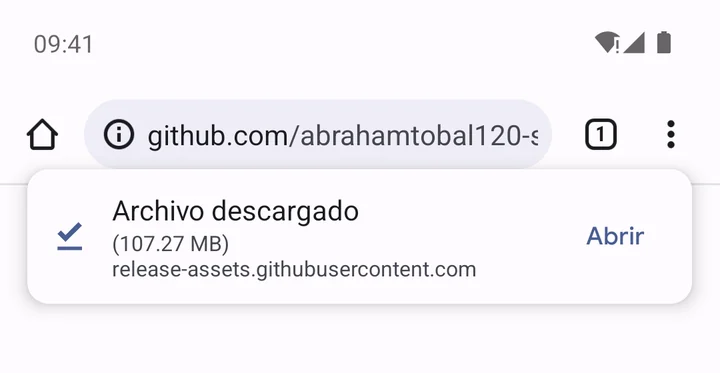 09:41
github.com/abrahamtobal120-s
1
Archivo descargado
(107.27 MB)
Abrir
release-assets.githubusercontent.com